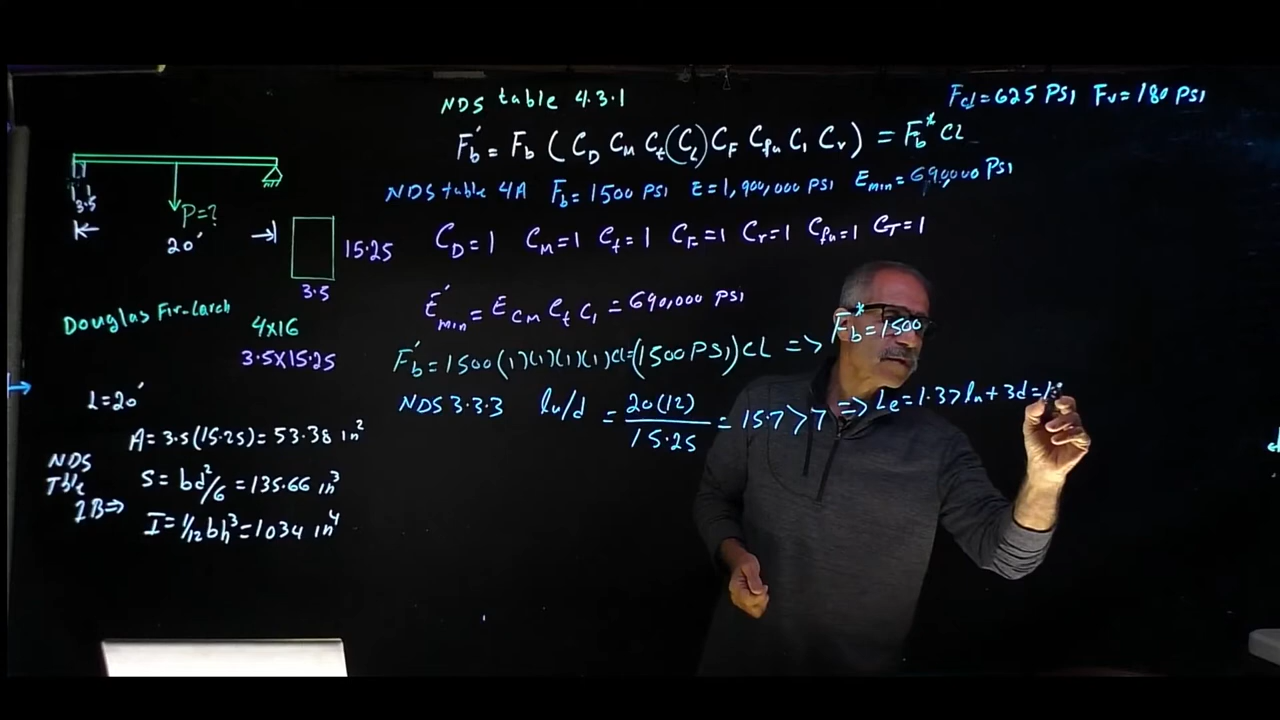 NDS table 4.3.1
F_cl = 625 PSI, Fv = 180 PSI
F'b = Fb ( CD CM Ct (CL) CF Cfu Ci Cr ) = Fb* CL
NDS table 4A Fb = 1500 PSI E = 1,900,000 PSI Emin = 690,000 PSI
3.5
P=?
20'
15.25
3.5
CD = 1 CM = 1 Ct = 1 CF = 1 Cr = 1 Cfu = 1 CT = 1
Douglas Fir-Larch
4x16
3.5x15.25
L = 20'
A = 3.5(15.25) = 53.38 in²
NDS
Tble
1B =>
S = bd²/6 = 135.66 in³
I = 1/12 bh³ = 1034 in⁴
E'min = E CM Ct Ci = 690,000 PSI
F'b = 1500(1)(1)(1)(1)CL = (1500 PSI) CL => Fb* = 1500
NDS 3.3.3 lu/d = 20(12)/15.25 = 15.7 > 7 => Le = 1.37 lu + 3d =